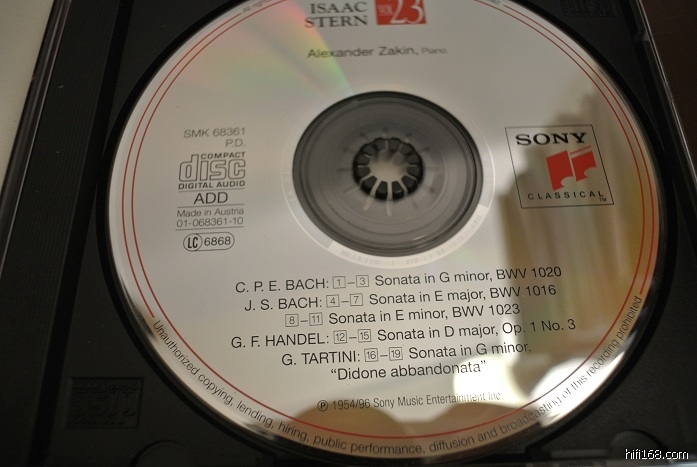 ISAAC
STERN
VOL
23
Alexander Zakin, Piano
SMK 68361
P.D.
COMPACT
disc
DIGITAL AUDIO
ADD
Made in Austria
01-068361-10
LC 6868
SONY
CLASSICAL™
C. P. E. BACH: 1–3 Sonata in G minor, BWV 1020
J. S. BACH: 4–7 Sonata in E major, BWV 1016
8–11 Sonata in E minor, BWV 1023
G. F. HANDEL: 12–15 Sonata in D major, Op. 1 No. 3
G. TARTINI: 16–19 Sonata in G minor,
“Didone abbandonata”
℗ 1954/96 Sony Music Entertainment Inc.
Unauthorized copying, lending, hiring, public performance, diffusion and broadcasting of this recording prohibited
hifi168.com